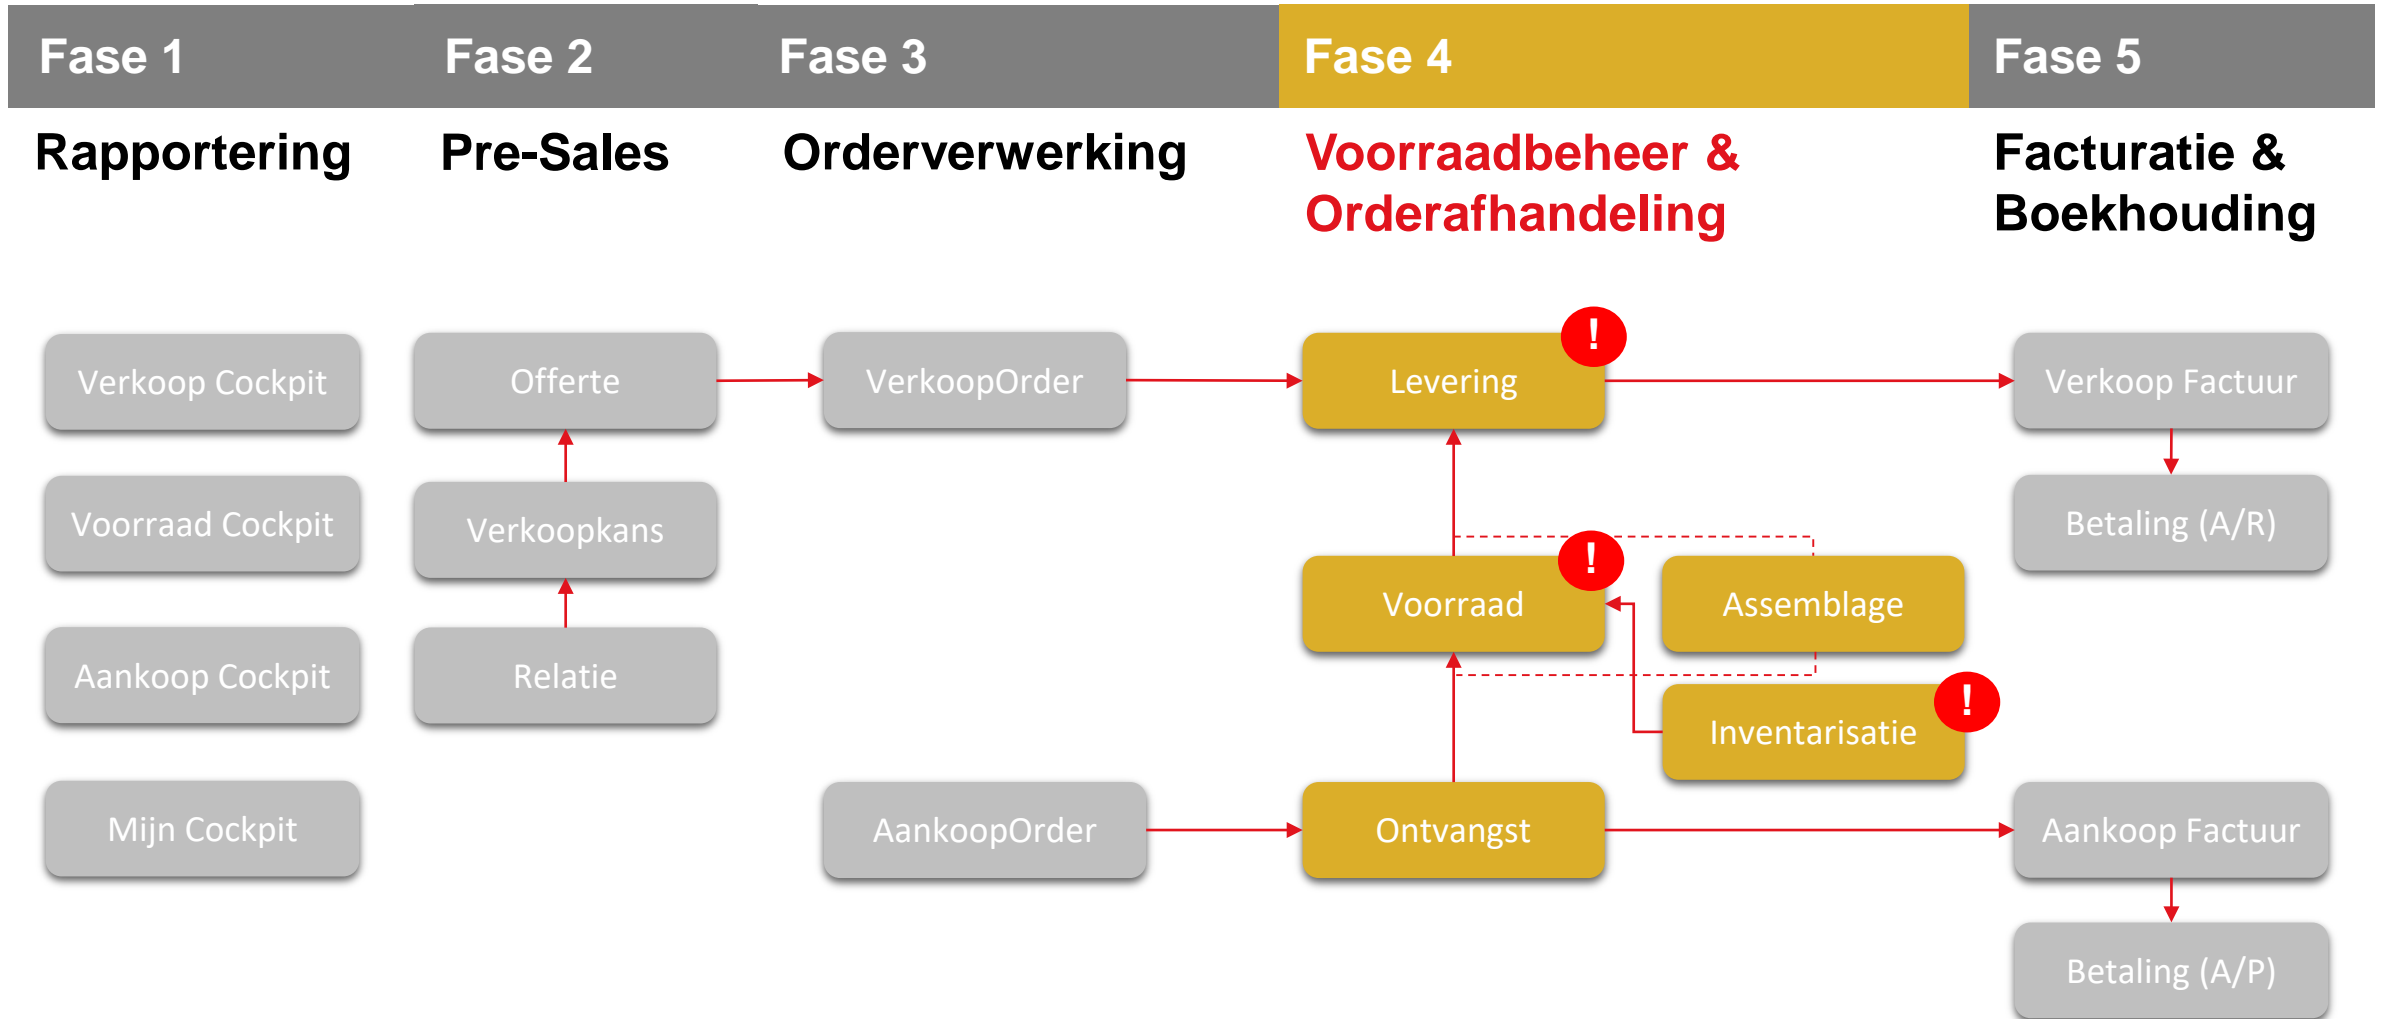 Fase 1
Fase 2
Fase 3
Fase 4
Fase 5
Rapportering
Pre-Sales
Orderverwerking
Voorraadbeheer &
Orderafhandeling
Facturatie &
Boekhouding
Verkoop Cockpit
Offerte
VerkoopOrder
Levering
!
Verkoop Factuur
Voorraad Cockpit
Verkoopkans
Betaling (A/R)
Voorraad
!
Assemblage
Aankoop Cockpit
Relatie
Inventarisatie
!
Mijn Cockpit
AankoopOrder
Ontvangst
Aankoop Factuur
Betaling (A/P)